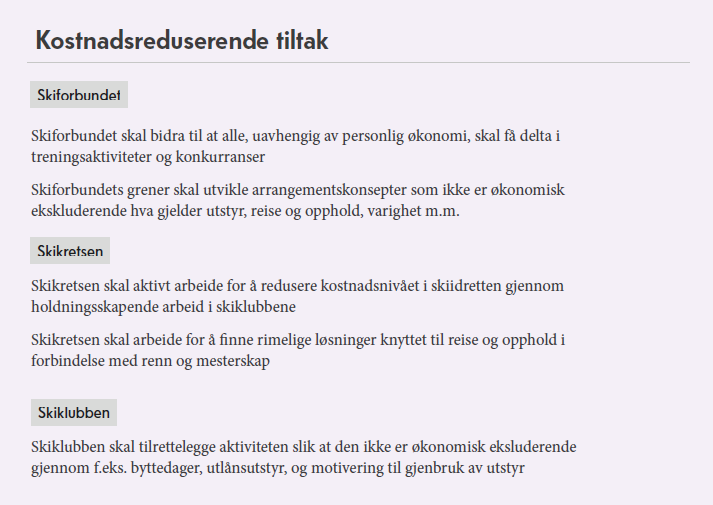 Kostnadsreduserende tiltak
Skiforbundet
Skiforbundet skal bidra til at alle, uavhengig av personlig økonomi, skal få delta i
treningsaktiviteter og konkurranser
Skiforbundets grener skal utvikle arrangementskonsepter som ikke er økonomisk
ekskluderende hva gjelder utstyr, reise og opphold, varighet m.m.
Skikretsen
Skikretsen skal aktivt arbeide for å redusere kostnadsnivået i skiidretten gjennom
holdningsskapende arbeid i skiklubbene
Skikretsen skal arbeide for å finne rimelige løsninger knyttet til reise og opphold i
forbindelse med renn og mesterskap
Skiklubben
Skiklubben skal tilrettelegge aktiviteten slik at den ikke er økonomisk eksluderende
gjennom f.eks. byttedager, utlånsutstyr, og motivering til gjenbruk av utstyr